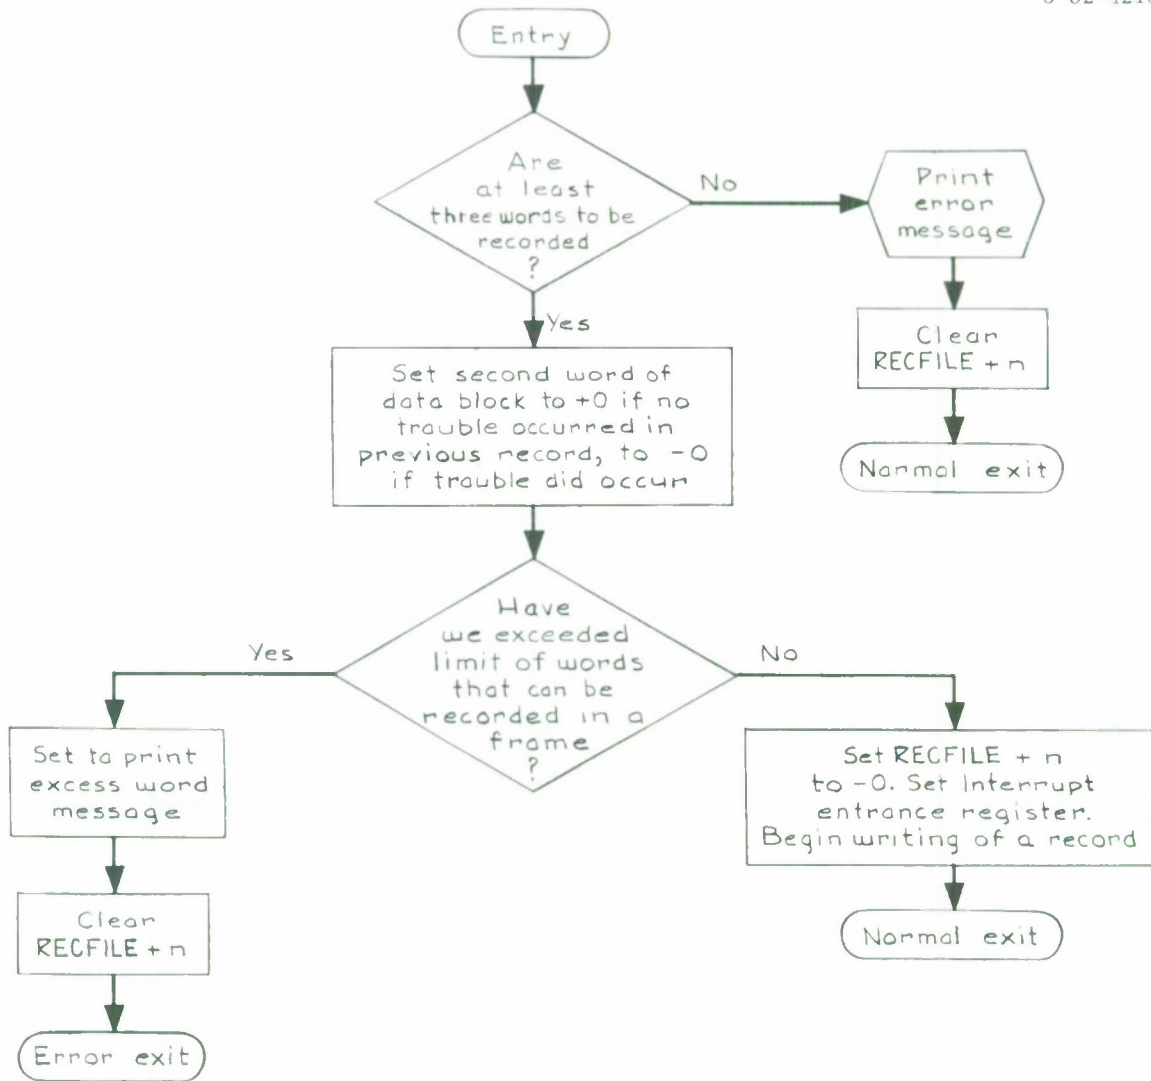 Entry
Are
at least
three words to be
recorded
?
No
Print
error
message
Yes
Clear
RECFILE + n
Set second word of
data block to +0 if no
trouble occurred in
previous record, to -0
if trouble did occur
Normal exit
Have
we exceeded
limit of words
that can be
recorded in a
frame
?
Yes
No
Set to print
excess word
message
Set RECFILE + n
to -0. Set Interrupt
entrance register.
Begin writing of a record
Clear
RECFILE + n
Normal exit
Error exit